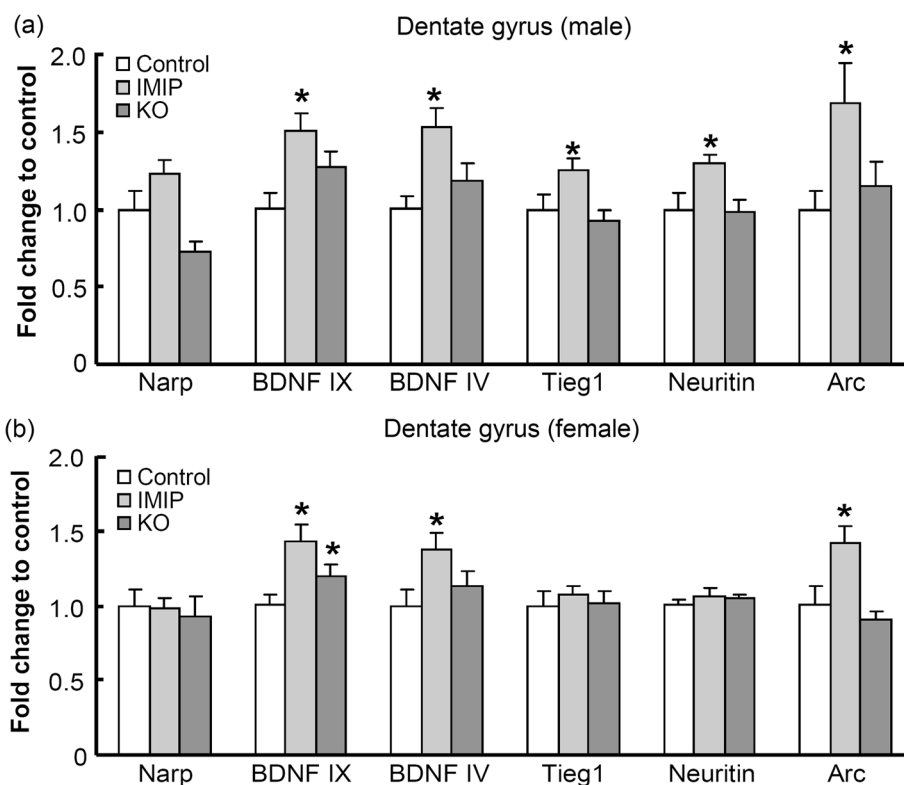 (a)
Dentate gyrus (male)
Fold change to control
2.0
1.5
1.0
0.5
0
Control
IMIP
KO
*
*
*
*
*
Narp
BDNF IX
BDNF IV
Tieg1
Neuritin
Arc
(b)
Dentate gyrus (female)
Fold change to control
2.0
1.5
1.0
0.5
0
Control
IMIP
KO
*
*
*
*
Narp
BDNF IX
BDNF IV
Tieg1
Neuritin
Arc